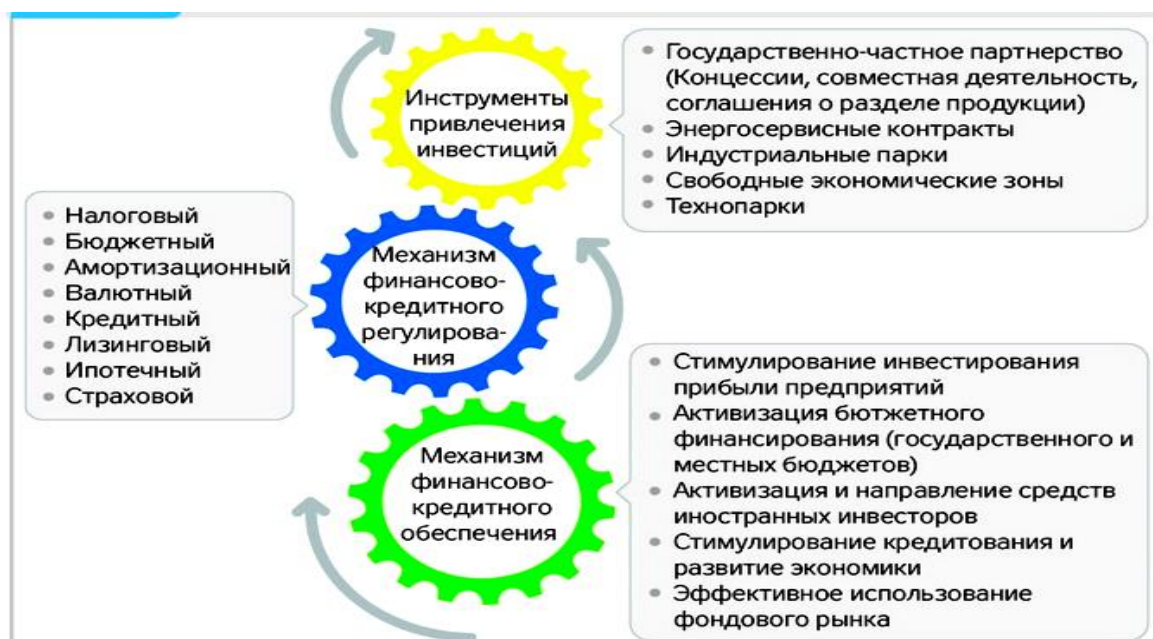 Инструменты
привлечения
инвестиций
• Государственно-частное партнерство
(Концессии, совместная деятельность,
соглашения о разделе продукции)
• Энергосервисные контракты
• Индустриальные парки
• Свободные экономические зоны
• Технопарки
• Налоговый
• Бюджетный
• Амортизационный
• Валютный
• Кредитный
• Лизинговый
• Ипотечный
• Страховой
Механизм
финансово-
кредитного
регулирова-
ния
Механизм
финансово-
кредитного
обеспечения
• Стимулирование инвестирования
прибыли предприятий
• Активизация бютжетного
финансирования (государственного и
местных бюджетов)
• Активизация и направление средств
иностранных инвесторов
• Стимулирование кредитования и
развитие экономики
• Эффективное использование
фондового рынка